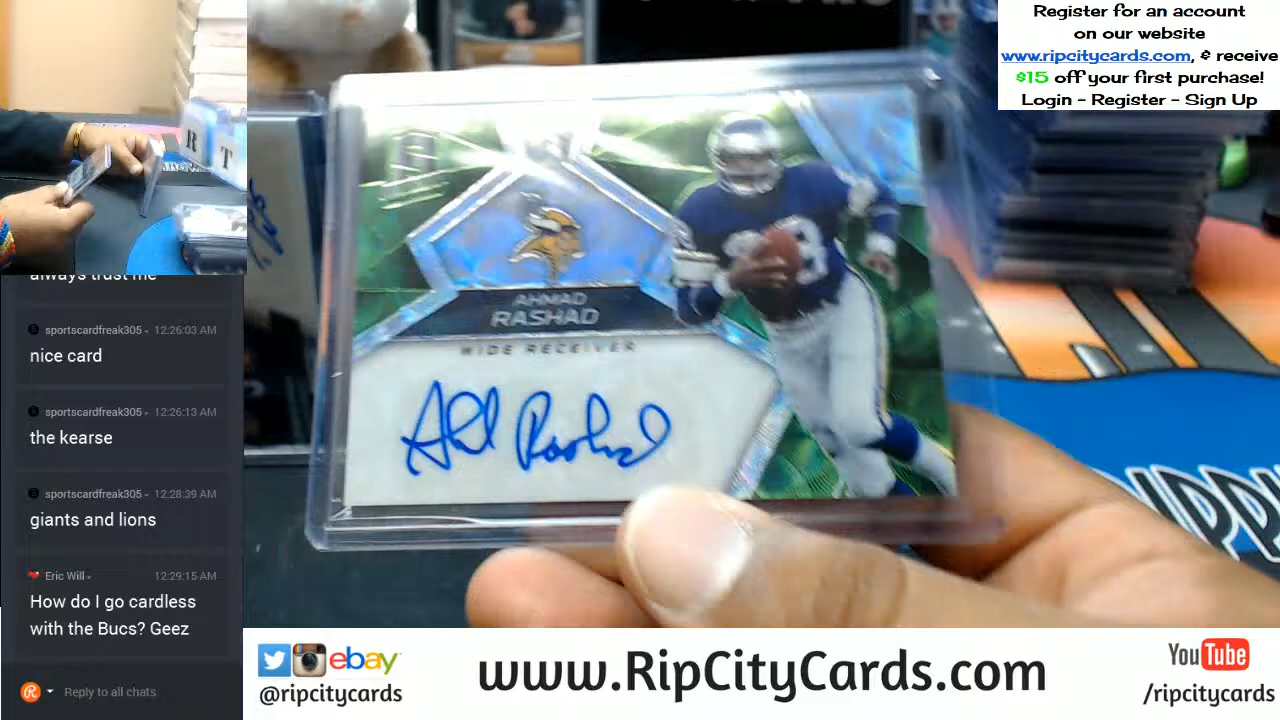 Register for an account
on our website
www.ripcitycards.com, & receive
$15 off your first purchase!
Login - Register - Sign Up
R
T
always trust me
sportscardfreak305 12:26:03 AM
nice card
sportscardfreak305 12:26:13 AM
the kearse
sportscardfreak305 12:28:39 AM
giants and lions
Eric Will 12:29:15 AM
How do I go cardless
with the Bucs? Geez
Reply to all chats
AHMAD
RASHAD
WIDE RECEIVER
Ahd Rashad
ebay
@ripcitycards
www.RipCityCards.com
YouTube
/ripcitycards